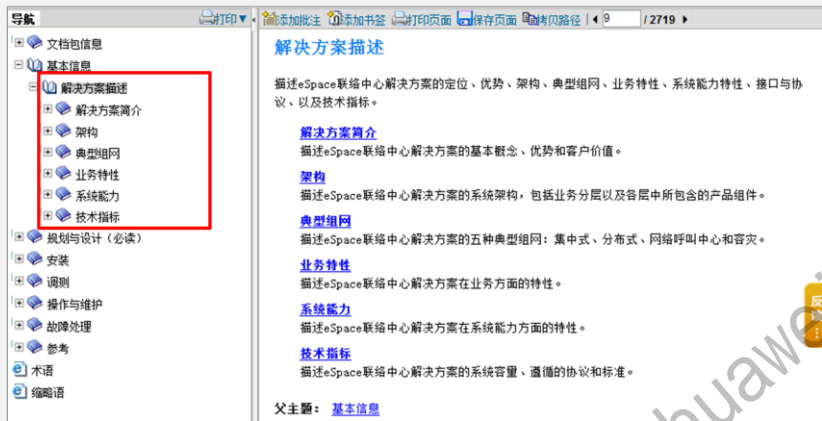 导航
打印
文档包信息
基本信息
解决方案描述
解决方案简介
架构
典型组网
业务特性
系统能力
技术指标
规划与设计（必读）
安装
调测
操作与维护
故障处理
参考
术语
缩略语
添加批注 添加书签 打印页面 保存页面 拷贝路径 | 9 / 2719
解决方案描述
描述eSpace联络中心解决方案的定位、优势、架构、典型组网、业务特性、系统能力特性、接口与协
议、以及技术指标。
解决方案简介
描述eSpace联络中心解决方案的基本概念、优势和客户价值。
架构
描述eSpace联络中心解决方案的系统架构，包括业务分层以及各层中所包含的产品组件。
典型组网
描述eSpace联络中心解决方案的五种典型组网：集中式、分布式、网络呼叫中心和容灾。
业务特性
描述eSpace联络中心解决方案在业务方面的特性。
系统能力
描述eSpace联络中心解决方案在系统能力方面的特性。
技术指标
描述eSpace联络中心解决方案的系统容量、遵循的协议和标准。
父主题： 基本信息
huawei